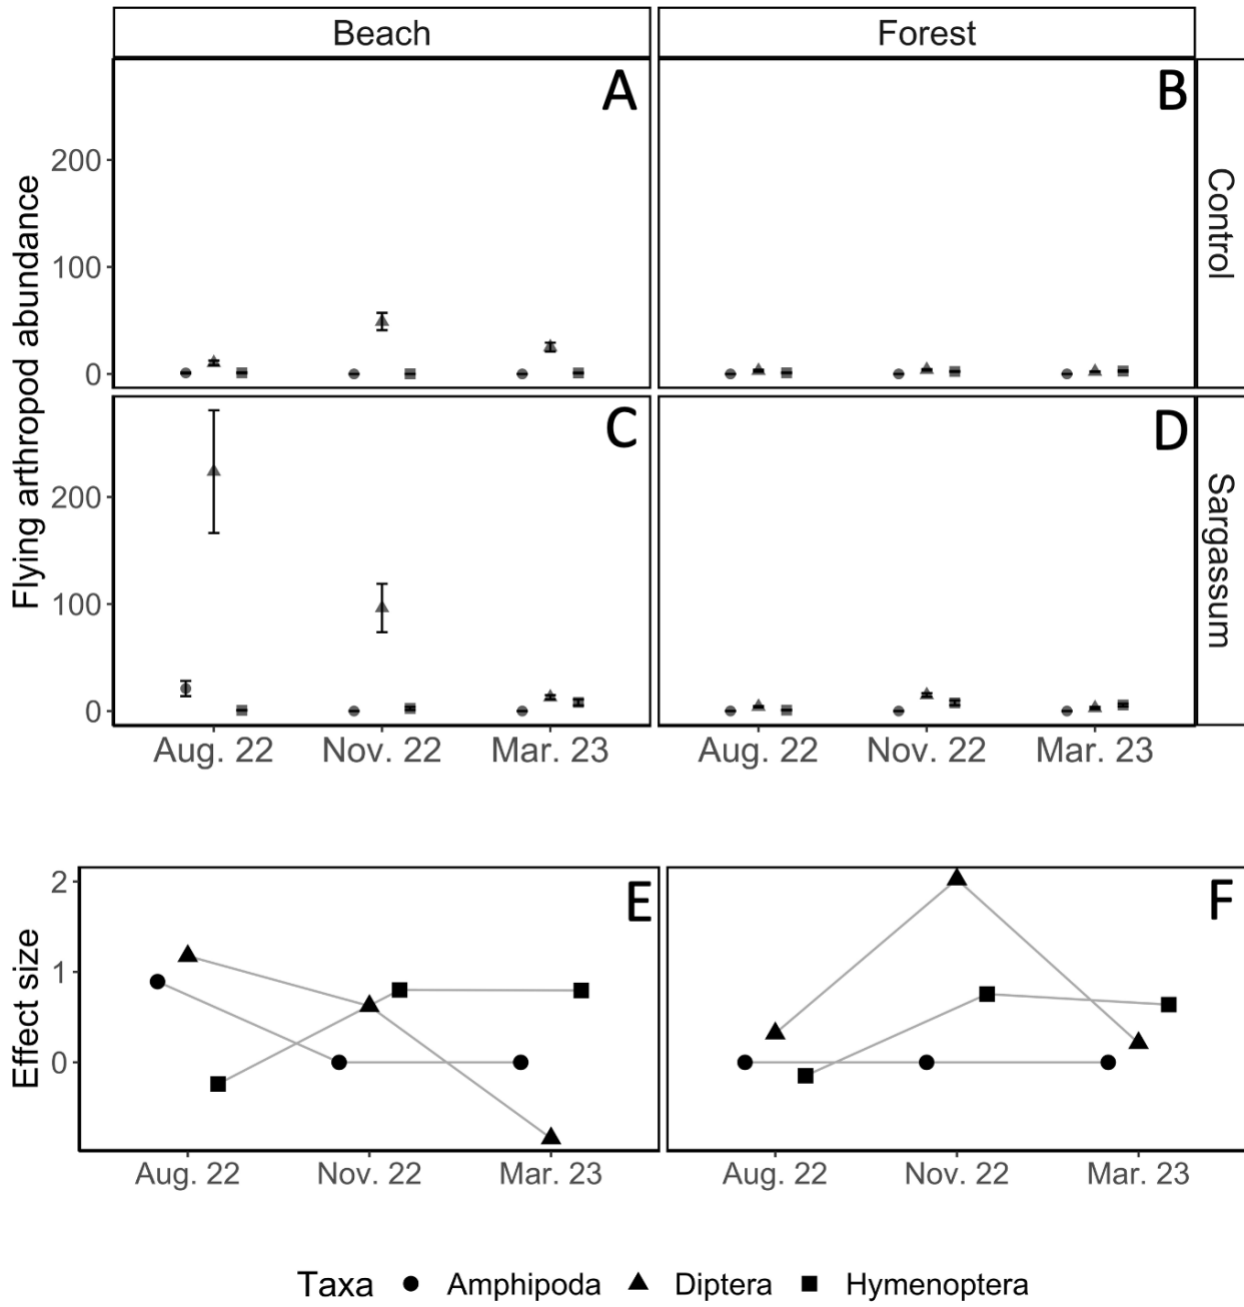 Beach Forest
A B
Control
Flying arthropod abundance
200
100
0
C D
Sargassum
200
100
0
Aug. 22 Nov. 22 Mar. 23 Aug. 22 Nov. 22 Mar. 23
E F
Effect size
2
1
0
Aug. 22 Nov. 22 Mar. 23 Aug. 22 Nov. 22 Mar. 23
Taxa Amphipoda Diptera Hymenoptera